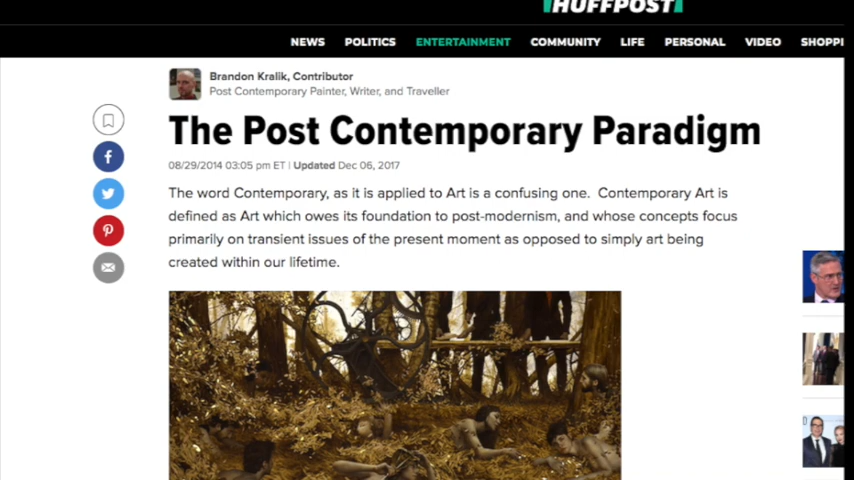 HUFFPOST
NEWS POLITICS ENTERTAINMENT COMMUNITY LIFE PERSONAL VIDEO SHOPPI
Brandon Kralik, Contributor
Post Contemporary Painter, Writer, and Traveller
The Post Contemporary Paradigm
08/29/2014 03:05 pm ET | Updated Dec 06, 2017
The word Contemporary, as it is applied to Art is a confusing one. Contemporary Art is
defined as Art which owes its foundation to post-modernism, and whose concepts focus
primarily on transient issues of the present moment as opposed to simply art being
created within our lifetime.